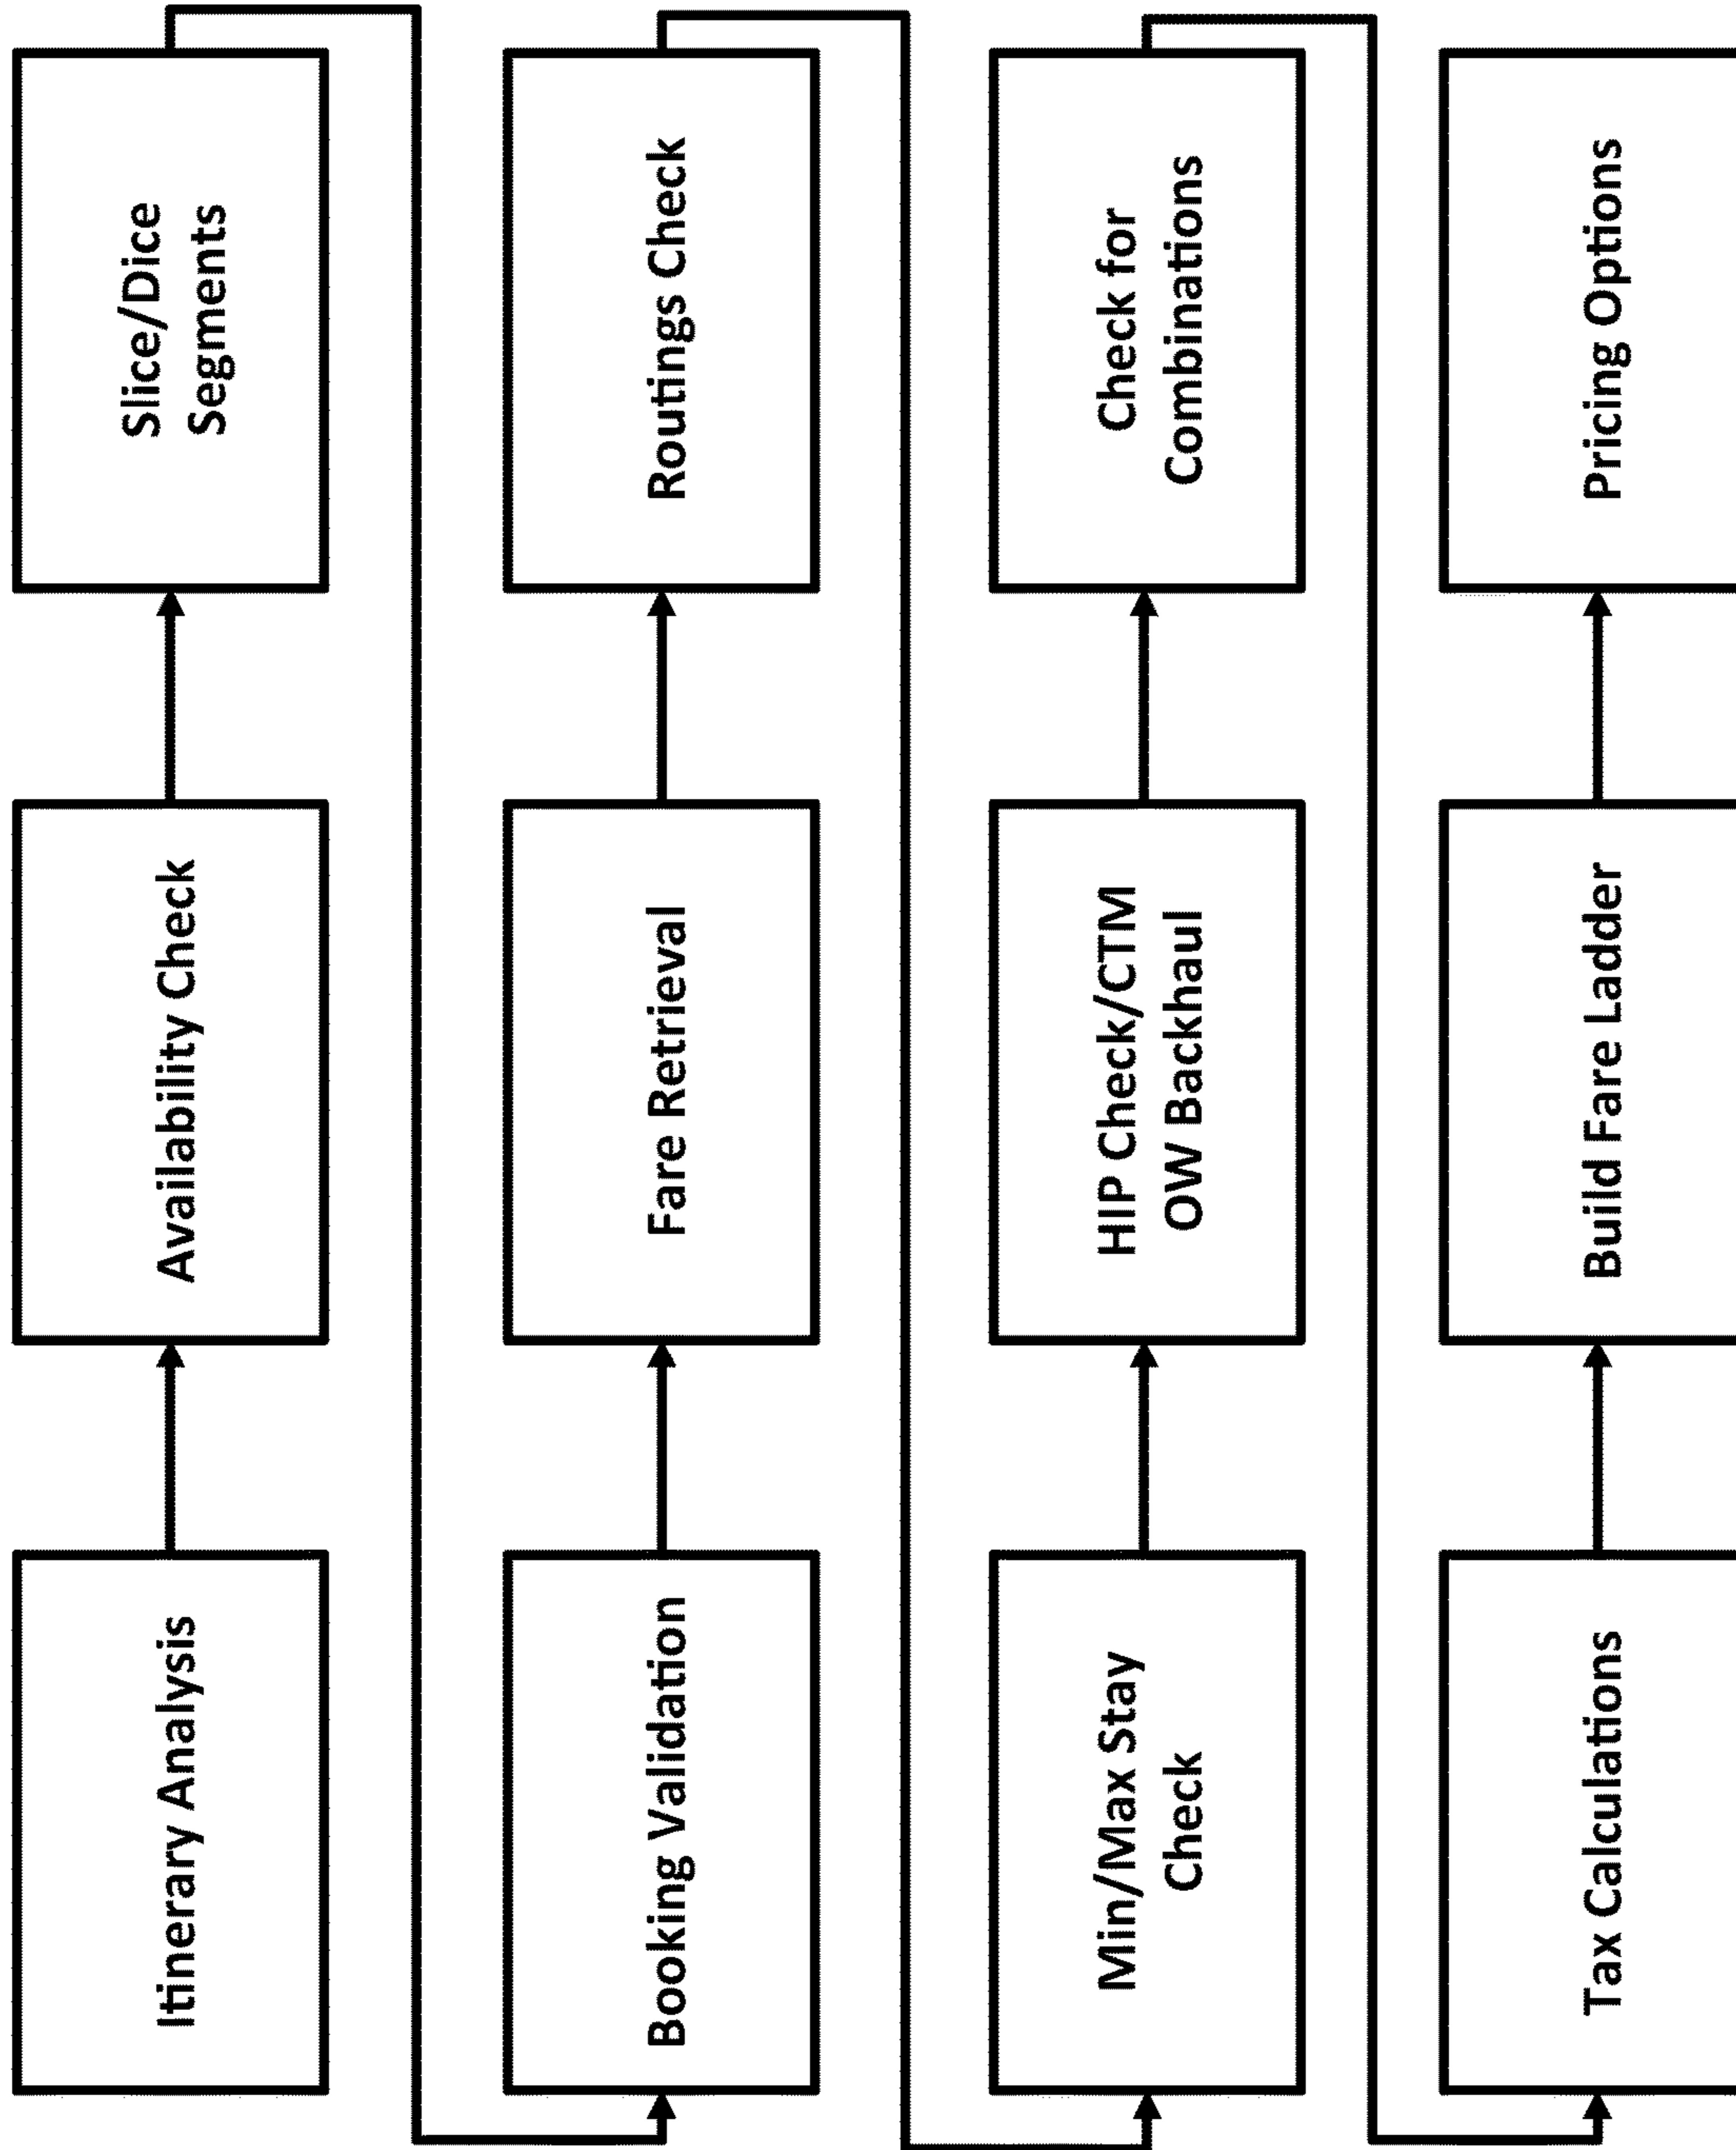 Itinerary Analysis
Availability Check
Slice/Dice
Segments
Booking Validation
Fare Retrieval
Routings Check
Min/Max Stay
Check
HIP Check/CTM
OW Backhaul
Check for
Combinations
Tax Calculations
Build Fare Ladder
Pricing Options